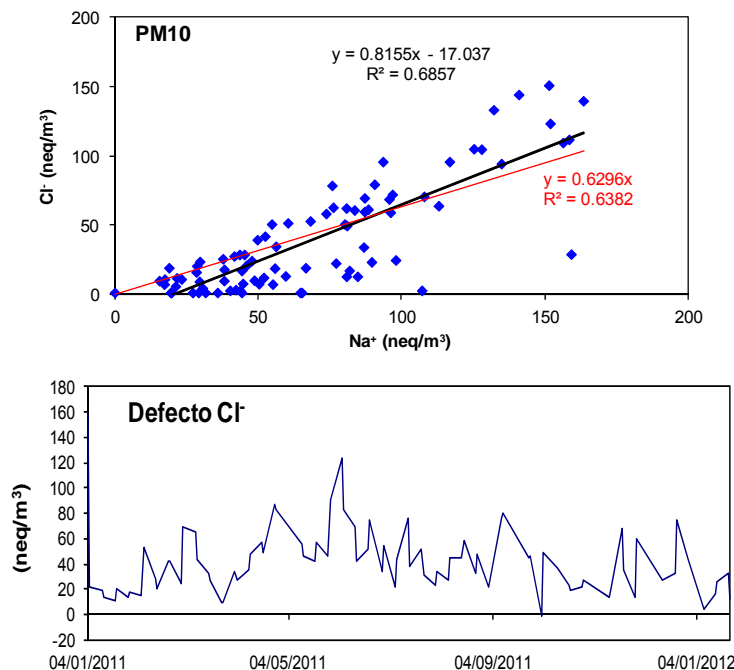 PM10
y = 0.8155x - 17.037
R² = 0.6857
y = 0.6296x
R² = 0.6382
200
150
100
50
0
Cl⁻ (neq/m³)
0 50 100 150 200
Na⁺ (neq/m³)
Defecto Cl⁻
180
160
140
120
100
80
60
40
20
0
-20
(neq/m³)
04/01/2011 04/05/2011 04/09/2011 04/01/2012